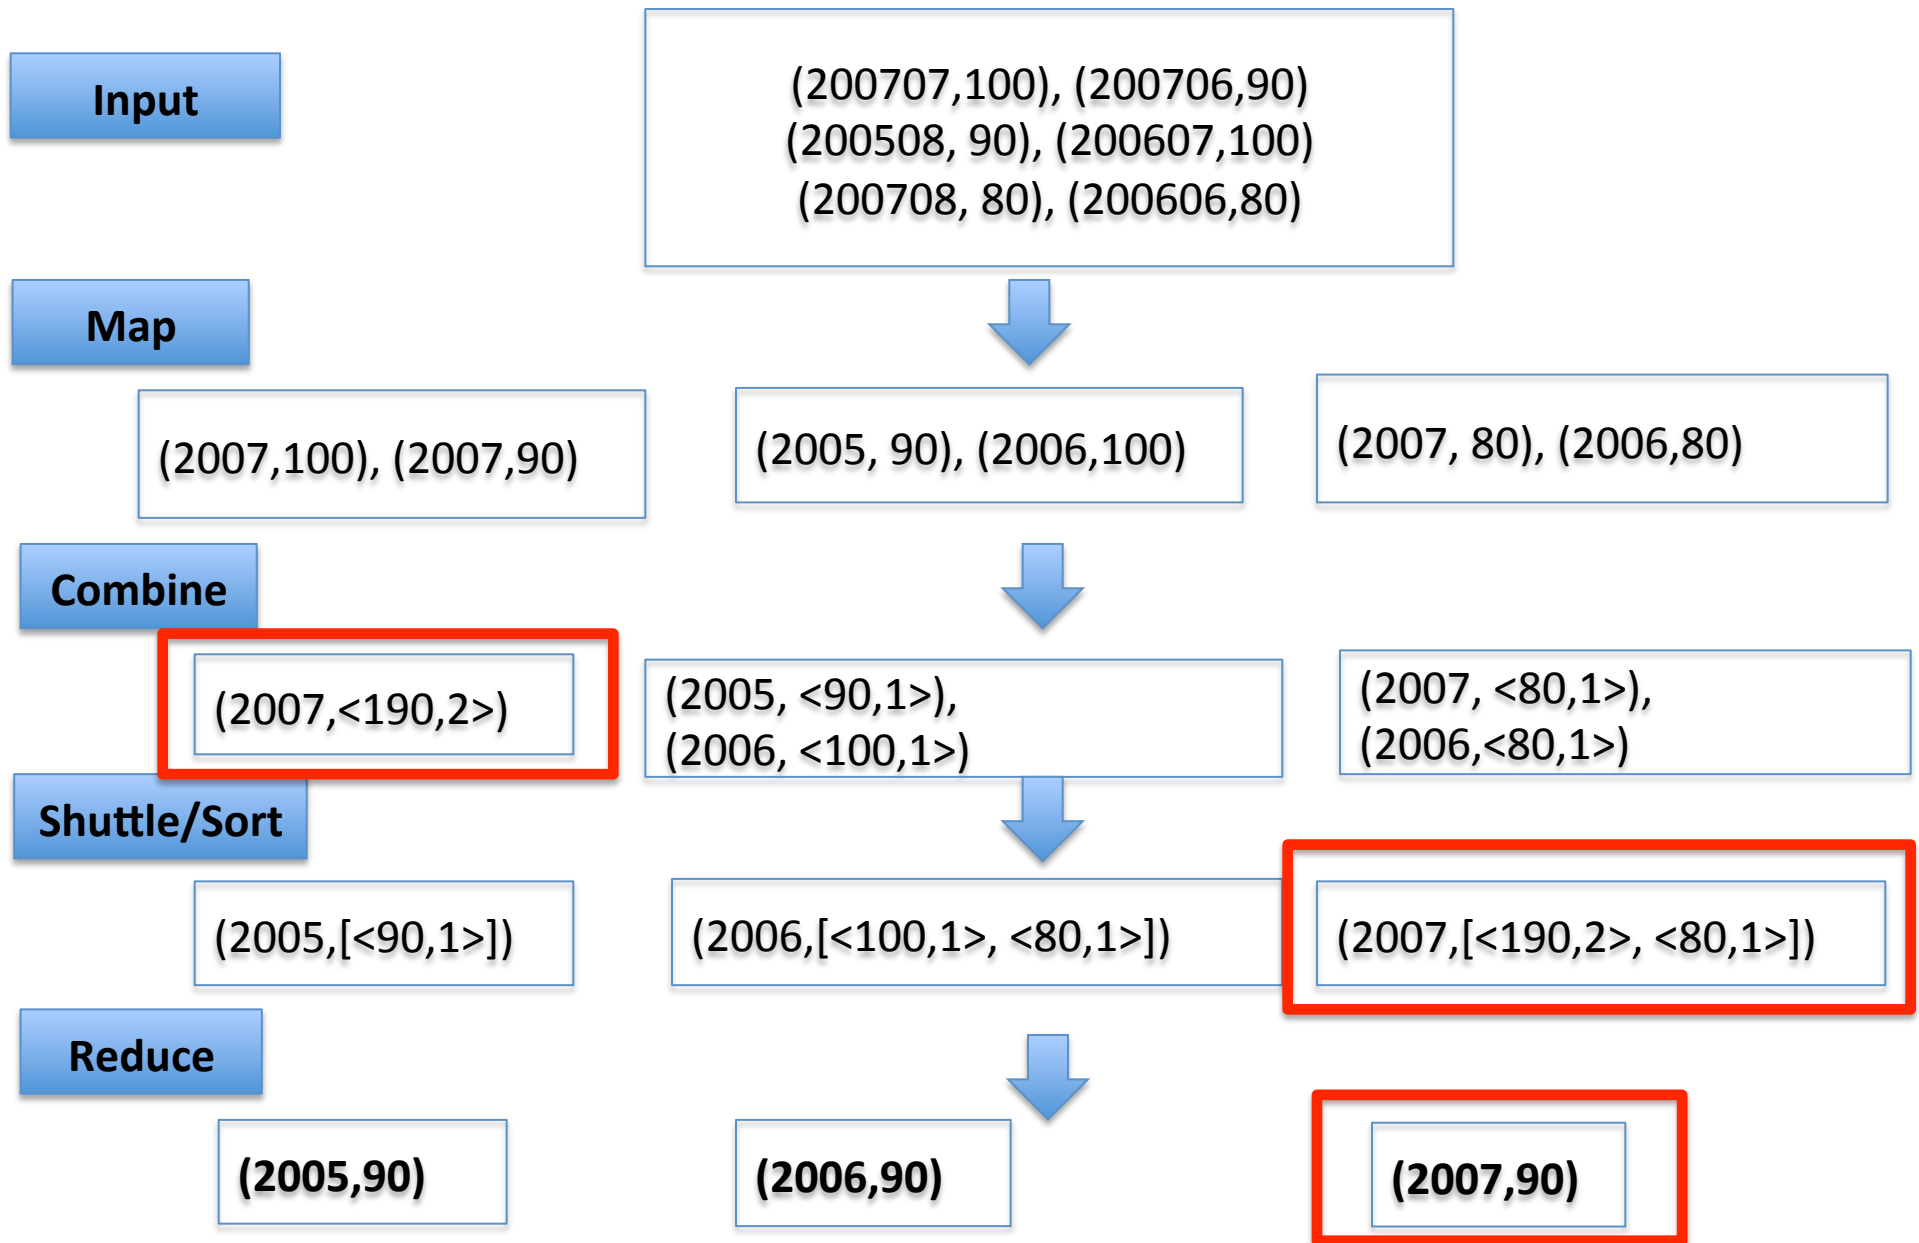 Input
(200707,100), (200706,90)
(200508, 90), (200607,100)
(200708, 80), (200606,80)
Map
(2007,100), (2007,90)
(2005, 90), (2006,100)
(2007, 80), (2006,80)
Combine
(2007,<190,2>)
(2005, <90,1>),
(2006, <100,1>)
(2007, <80,1>),
(2006,<80,1>)
Shuttle/Sort
(2005,[<90,1>])
(2006,[<100,1>, <80,1>])
(2007,[<190,2>, <80,1>])
Reduce
(2005,90)
(2006,90)
(2007,90)